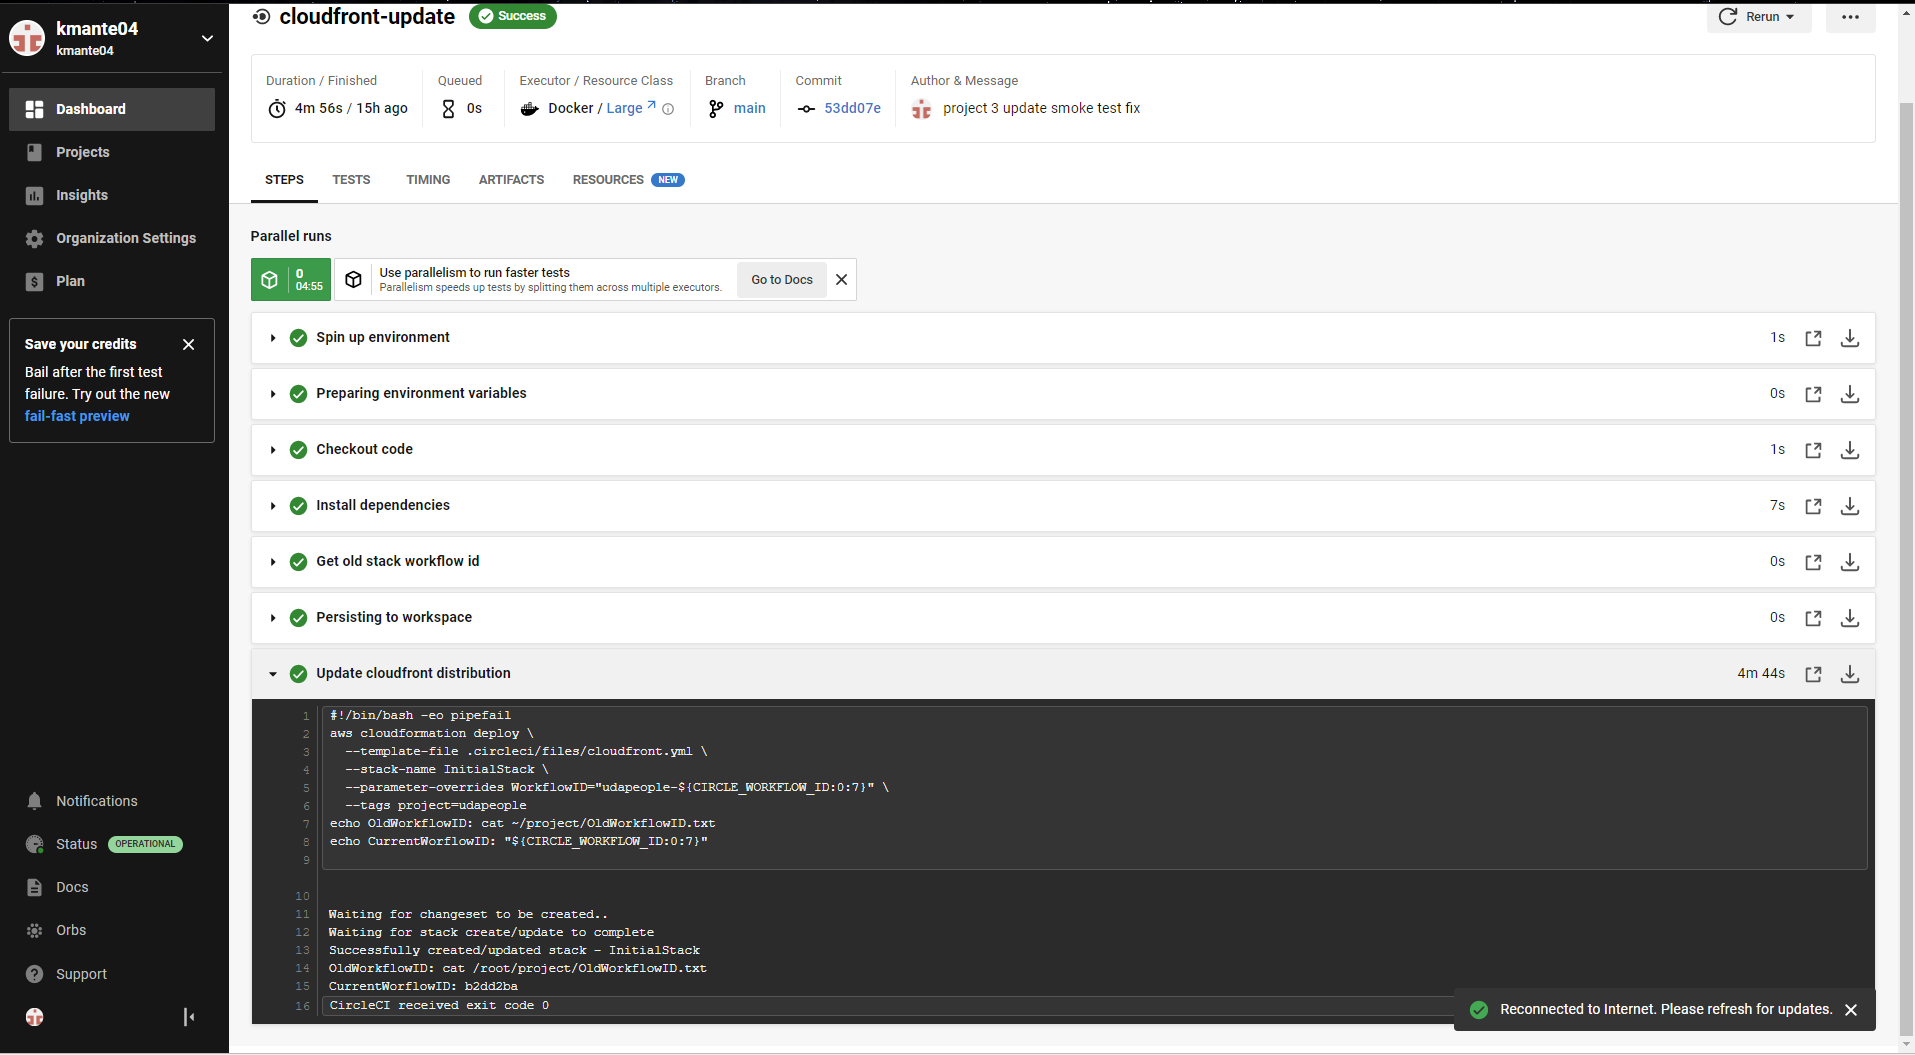 kmante04
kmante04
Dashboard
Projects
Insights
Organization Settings
Plan
Save your credits
Bail after the first test
failure. Try out the new
fail-fast preview
Notifications
Status OPERATIONAL
Docs
Orbs
Support
cloudfront-update Success
Rerun
Duration / Finished
4m 56s / 15h ago
Queued
0s
Executor / Resource Class
Docker / Large
Branch
main
Commit
53dd07e
Author & Message
project 3 update smoke test fix
STEPS TESTS TIMING ARTIFACTS RESOURCES NEW
Parallel runs
0
04:55
Use parallelism to run faster tests
Parallelism speeds up tests by splitting them across multiple executors.
Go to Docs
Spin up environment 1s
Preparing environment variables 0s
Checkout code 1s
Install dependencies 7s
Get old stack workflow id 0s
Persisting to workspace 0s
Update cloudfront distribution 4m 44s
1 #!/bin/bash -eo pipefail
2 aws cloudformation deploy \
3 --template-file .circleci/files/cloudfront.yml \
4 --stack-name InitialStack \
5 --parameter-overrides WorkflowID="udapeople-${CIRCLE_WORKFLOW_ID:0:7}" \
6 --tags project=udapeople
7 echo OldWorkflowID: cat ~/project/OldWorkflowID.txt
8 echo CurrentWorflowID: "${CIRCLE_WORKFLOW_ID:0:7}"
9
10
11 Waiting for changeset to be created..
12 Waiting for stack create/update to complete
13 Successfully created/updated stack - InitialStack
14 OldWorkflowID: cat /root/project/OldWorkflowID.txt
15 CurrentWorflowID: b2dd2ba
16 CircleCI received exit code 0
Reconnected to Internet. Please refresh for updates.